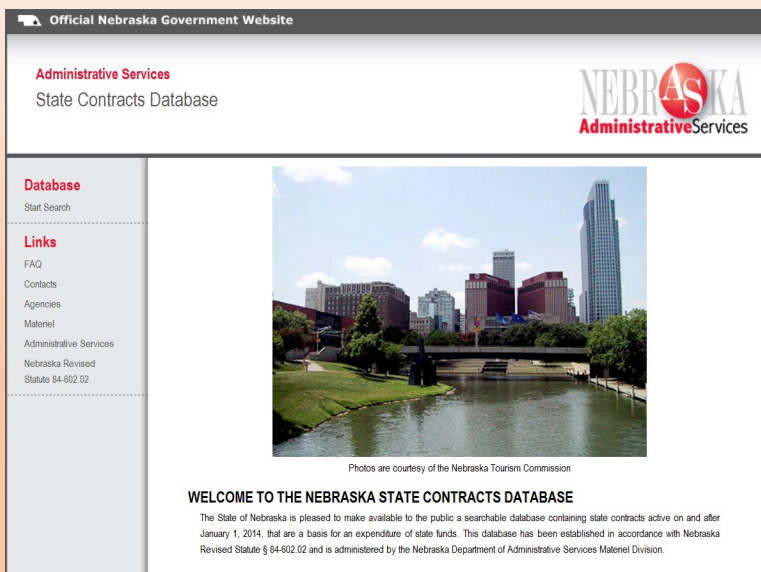 Official Nebraska Government Website
Administrative Services
State Contracts Database
NEBRASKA
AdministrativeServices
Database
Start Search
Links
FAQ
Contacts
Agencies
Materiel
Administrative Services
Nebraska Revised
Statute 84-602.02
Photos are courtesy of the Nebraska Tourism Commission
WELCOME TO THE NEBRASKA STATE CONTRACTS DATABASE
The State of Nebraska is pleased to make available to the public a searchable database containing state contracts active on and after
January 1, 2014, that are a basis for an expenditure of state funds. This database has been established in accordance with Nebraska
Revised Statute § 84-602.02 and is administered by the Nebraska Department of Administrative Services Materiel Division.